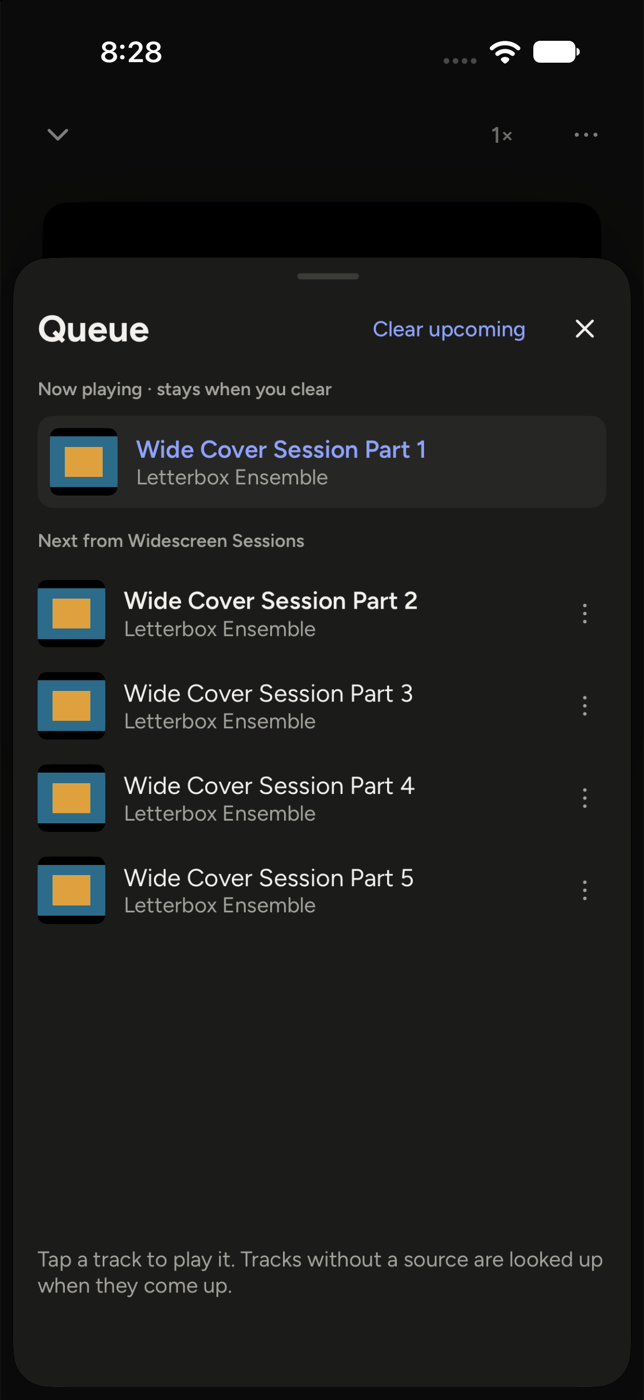 8:28
1×
Queue
Clear upcoming
Now playing · stays when you clear
Wide Cover Session Part 1
Letterbox Ensemble
Next from Widescreen Sessions
Wide Cover Session Part 2
Letterbox Ensemble
Wide Cover Session Part 3
Letterbox Ensemble
Wide Cover Session Part 4
Letterbox Ensemble
Wide Cover Session Part 5
Letterbox Ensemble
Tap a track to play it. Tracks without a source are looked up
when they come up.